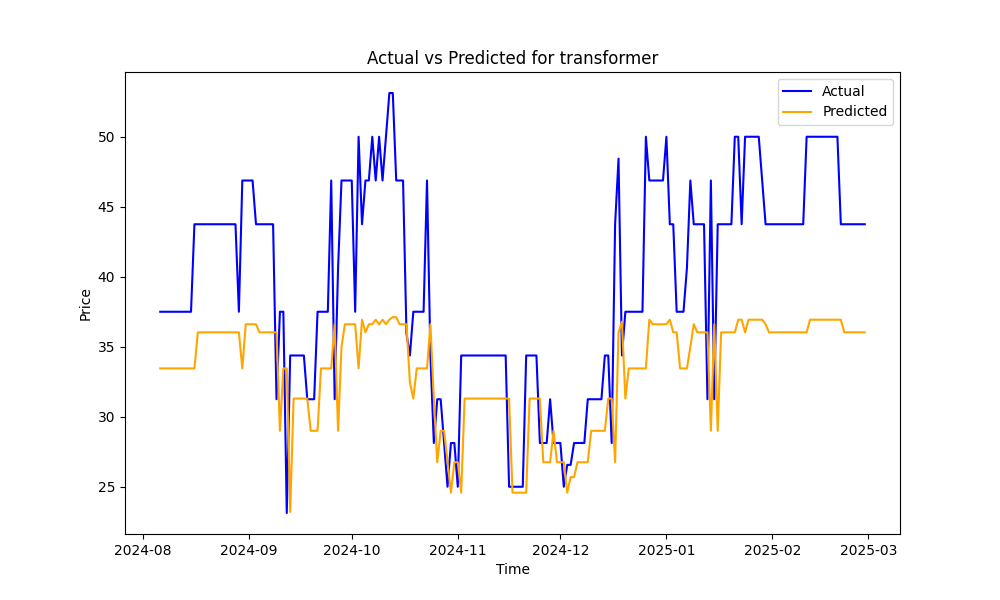 Actual vs Predicted for transformer
Actual
Predicted
Price
50
45
40
35
30
25
2024-08 2024-09 2024-10 2024-11 2024-12 2025-01 2025-02 2025-03
Time